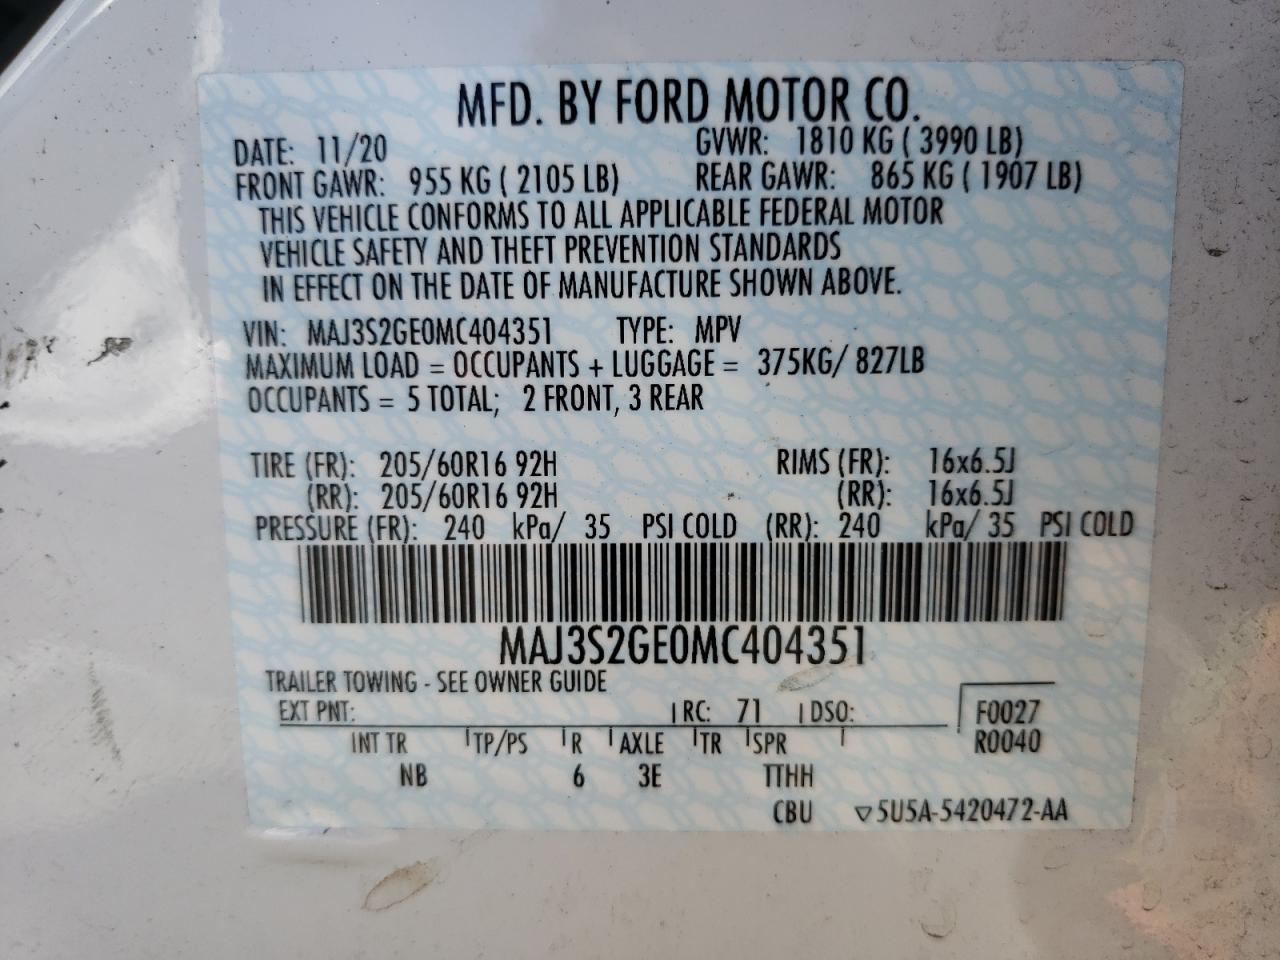 MFD. BY FORD MOTOR CO.
DATE: 11/20 GVWR: 1810 KG ( 3990 LB)
FRONT GAWR: 955 KG ( 2105 LB) REAR GAWR: 865 KG ( 1907 LB)
THIS VEHICLE CONFORMS TO ALL APPLICABLE FEDERAL MOTOR
VEHICLE SAFETY AND THEFT PREVENTION STANDARDS
IN EFFECT ON THE DATE OF MANUFACTURE SHOWN ABOVE.
VIN: MAJ3S2GE0MC404351 TYPE: MPV
MAXIMUM LOAD = OCCUPANTS + LUGGAGE = 375KG/ 827LB
OCCUPANTS = 5 TOTAL; 2 FRONT, 3 REAR
TIRE (FR): 205/60R16 92H RIMS (FR): 16x6.5J
(RR): 205/60R16 92H (RR): 16x6.5J
PRESSURE (FR): 240 kPa/ 35 PSI COLD (RR): 240 kPa/ 35 PSI COLD
MAJ3S2GE0MC404351
TRAILER TOWING - SEE OWNER GUIDE
EXT PNT: RC: 71 DSO: F0027
INT TR TP/PS R AXLE TR SPR R0040
NB 6 3E TTHH
CBU ▽5U5A-5420472-AA